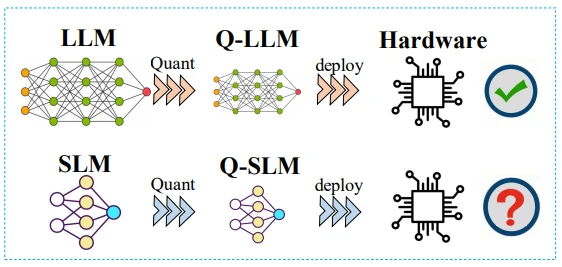 LLM
Quant
Q-LLM
deploy
Hardware
SLM
Quant
Q-SLM
deploy
?